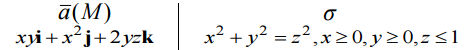 a̅(M) | σ
xy𝐢+x²𝐣+2yz𝐤 | x² + y² = z² , x ≥ 0, y ≥ 0, z ≤ 1